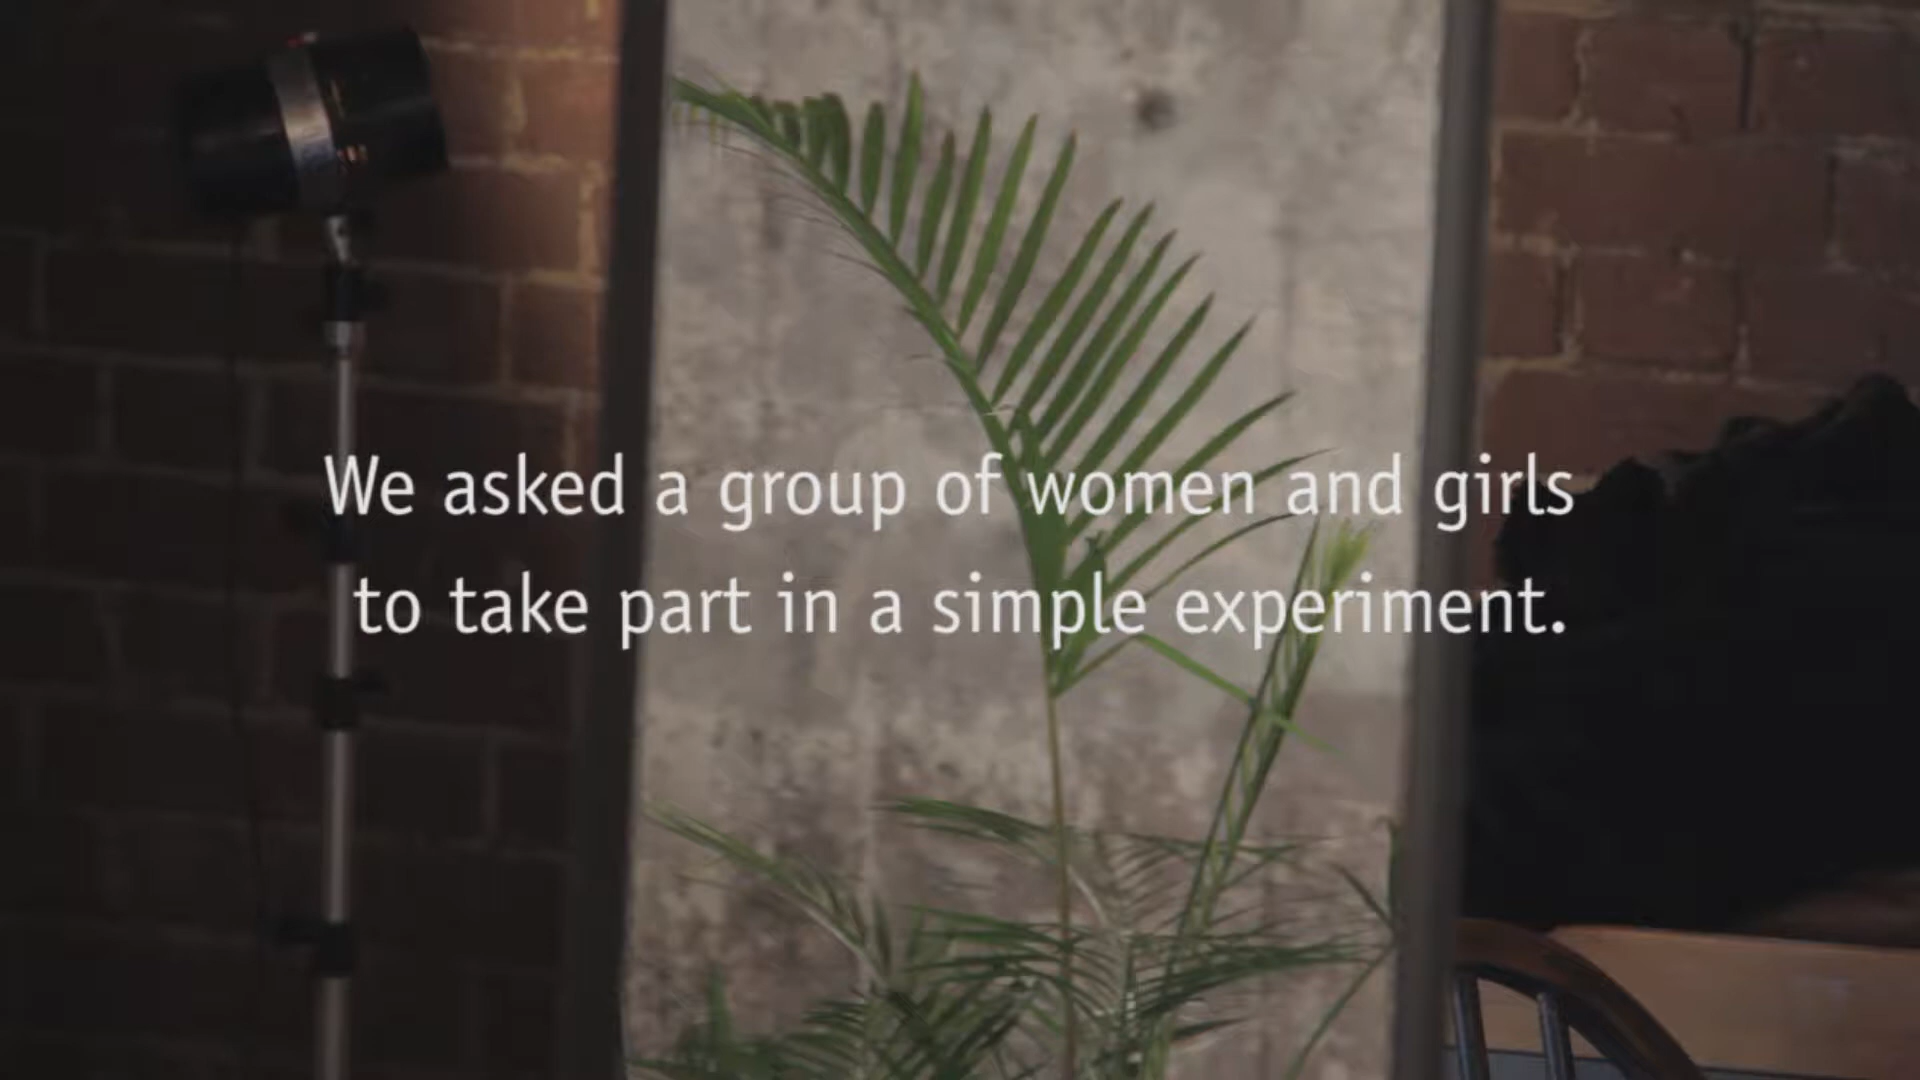 We asked a group of women and girls
to take part in a simple experiment.